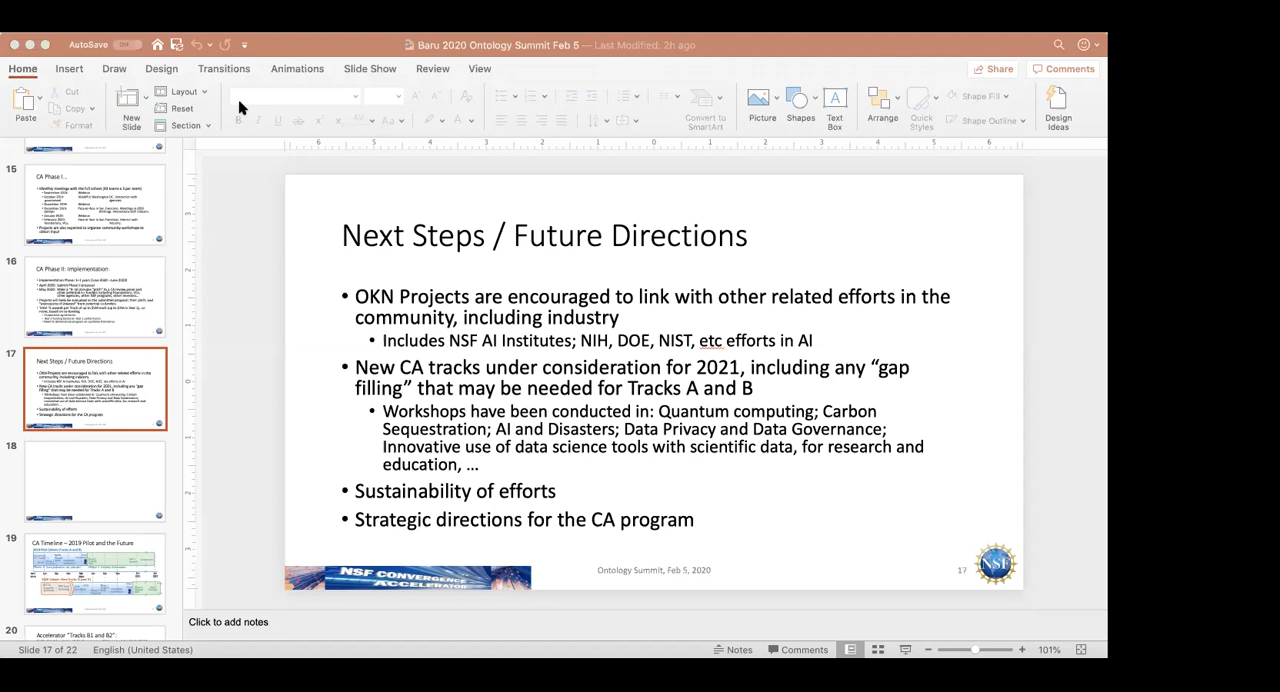 AutoSave Off
Baru 2020 Ontology Summit Feb 5 — Last Modified: 2h ago
Home Insert Draw Design Transitions Animations Slide Show Review View
Share Comments
Paste
Cut
Copy
Format
New Slide
Layout
Reset
Section
Convert to SmartArt
Picture
Shapes
Text Box
Arrange
Quick Styles
Shape Fill
Shape Outline
Design Ideas
15
CA Phase I...
16
CA Phase II: Implementation
17
Next Steps / Future Directions
18
19
CA Timeline – 2019 Pilot and the Future
20
Accelerator "Tracks B1 and B2":
Next Steps / Future Directions
• OKN Projects are encouraged to link with other related efforts in the
community, including industry
• Includes NSF AI Institutes; NIH, DOE, NIST, etc efforts in AI
• New CA tracks under consideration for 2021, including any “gap
filling” that may be needed for Tracks A and B
• Workshops have been conducted in: Quantum computing; Carbon
Sequestration; AI and Disasters; Data Privacy and Data Governance;
Innovative use of data science tools with scientific data, for research and
education, ...
• Sustainability of efforts
• Strategic directions for the CA program
NSF CONVERGENCE
ACCELERATOR
Ontology Summit, Feb 5, 2020
17
NSF
Click to add notes
Slide 17 of 22 English (United States)
Notes Comments 101%